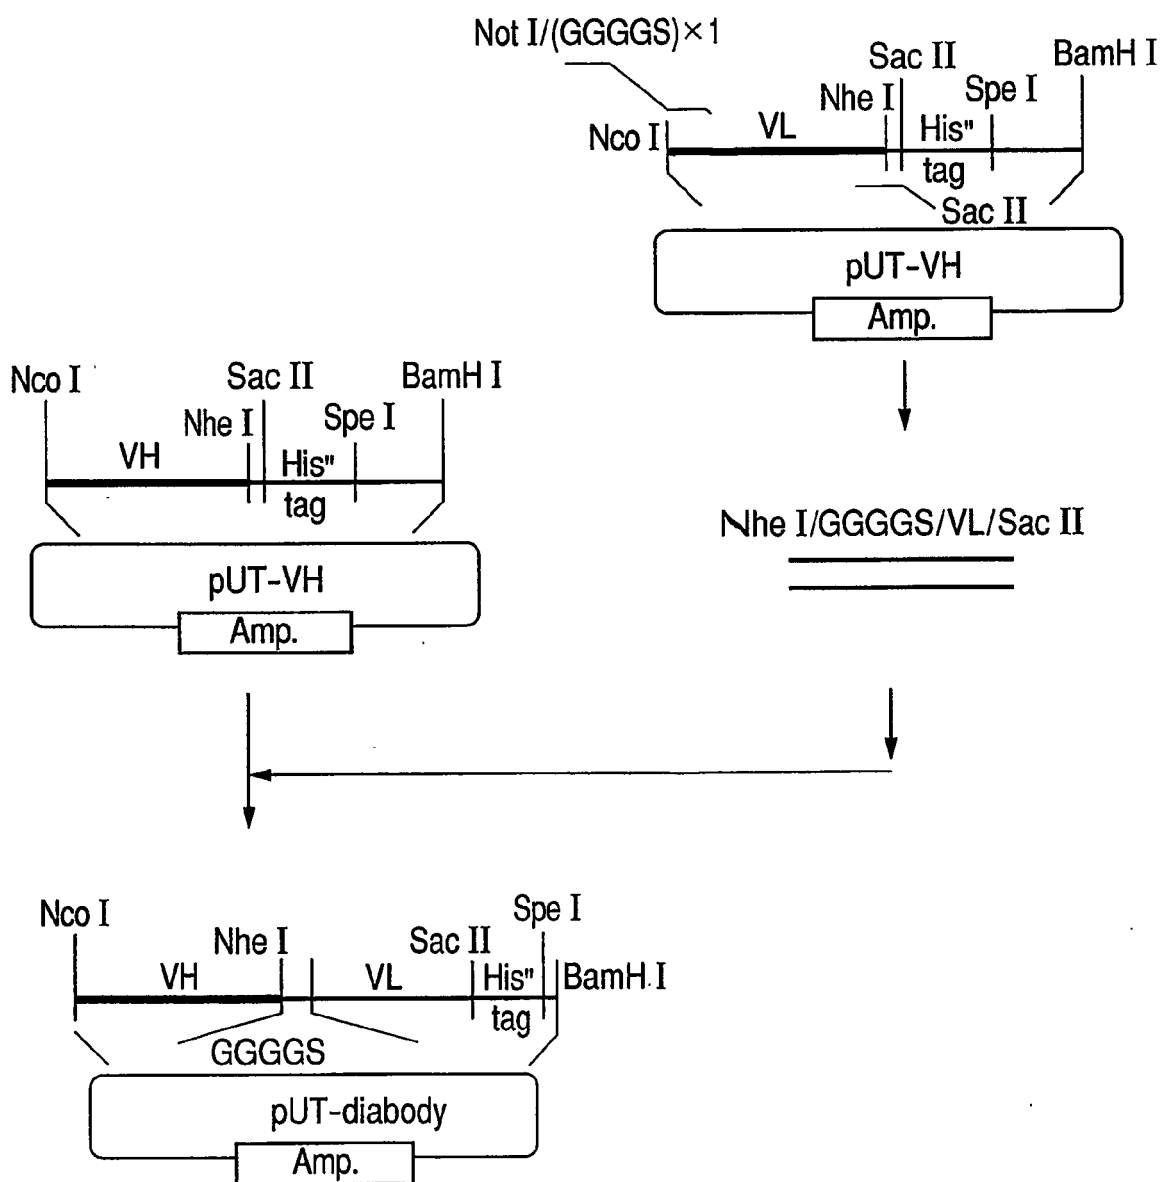 Not I/(GGGGS)×1
Sac II
BamH I
Nhe I
Spe I
Nco I
VL
His"
tag
Sac II
pUT-VH
Amp.
Nco I
Sac II
BamH I
Nhe I
Spe I
VH
His"
tag
pUT-VH
Amp.
Nhe I/GGGGS/VL/Sac II
Nco I
Spe I
Nhe I
Sac II
VH
VL
His"
BamH I
tag
GGGGS
pUT-diabody
Amp.